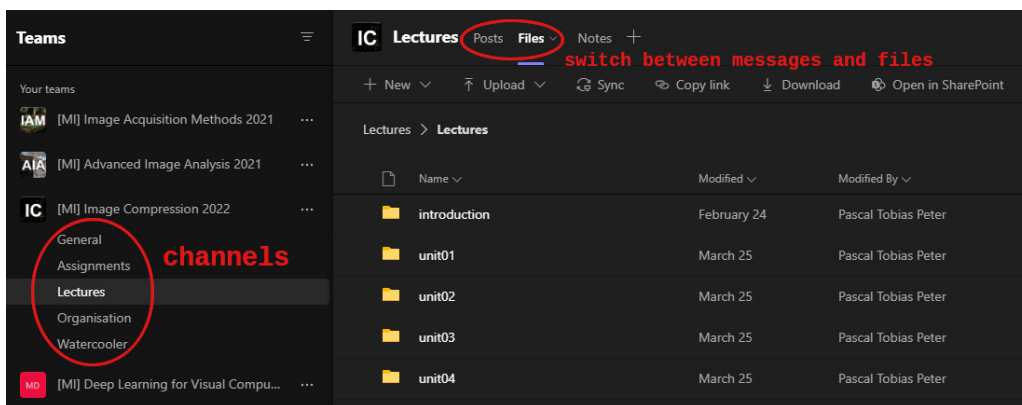 Teams
Your teams
IAM [MI] Image Acquisition Methods 2021 ...
AIA [MI] Advanced Image Analysis 2021 ...
IC [MI] Image Compression 2022 ...
General
Assignments
channels
Lectures
Organisation
Watercooler
MD [MI] Deep Learning for Visual Compu... ...
IC Lectures Posts Files Notes +
switch between messages and files
+ New Upload Sync Copy link Download Open in SharePoint
Lectures > Lectures
Name Modified Modified By
introduction February 24 Pascal Tobias Peter
unit01 March 25 Pascal Tobias Peter
unit02 March 25 Pascal Tobias Peter
unit03 March 25 Pascal Tobias Peter
unit04 March 25 Pascal Tobias Peter